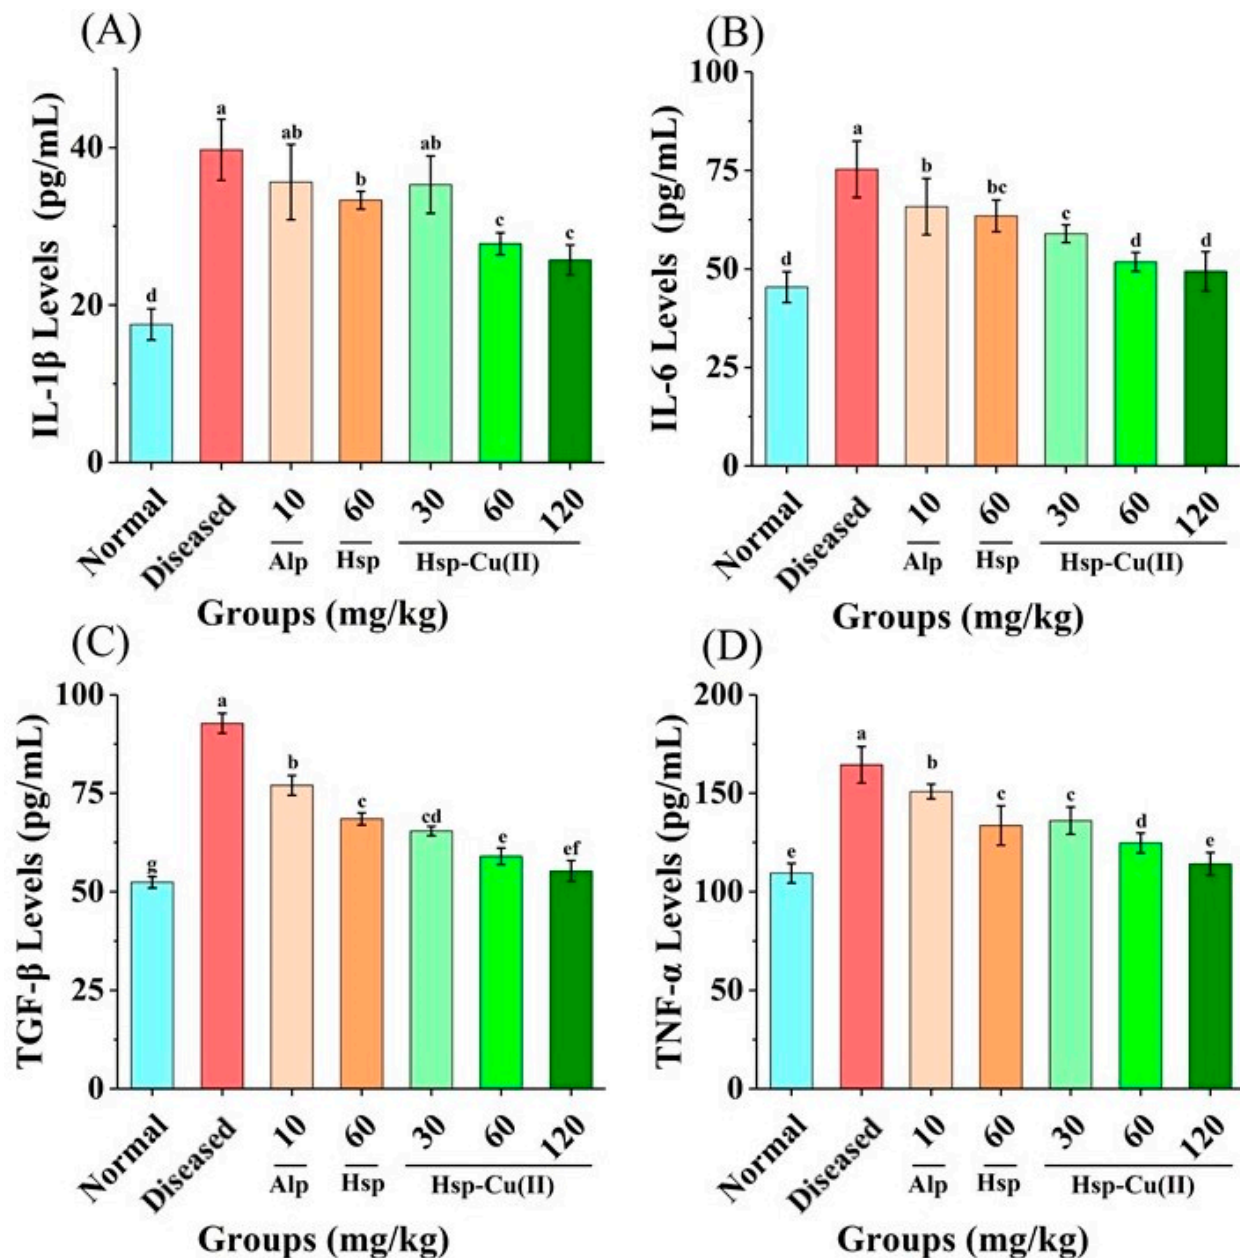 (A)
IL-1β Levels (pg/mL)
40
20
0
d
a
ab
b
ab
c
c
Normal
Diseased
10
60
30
60
120
Alp
Hsp
Hsp-Cu(II)
Groups (mg/kg)
(B)
IL-6 Levels (pg/mL)
100
75
50
25
0
d
a
b
bc
c
d
d
Normal
Diseased
10
60
30
60
120
Alp
Hsp
Hsp-Cu(II)
Groups (mg/kg)
(C)
TGF-β Levels (pg/mL)
100
75
50
25
0
g
a
b
c
cd
e
ef
Normal
Diseased
10
60
30
60
120
Alp
Hsp
Hsp-Cu(II)
Groups (mg/kg)
(D)
TNF-α Levels (pg/mL)
200
150
100
50
0
e
a
b
c
c
d
e
Normal
Diseased
10
60
30
60
120
Alp
Hsp
Hsp-Cu(II)
Groups (mg/kg)